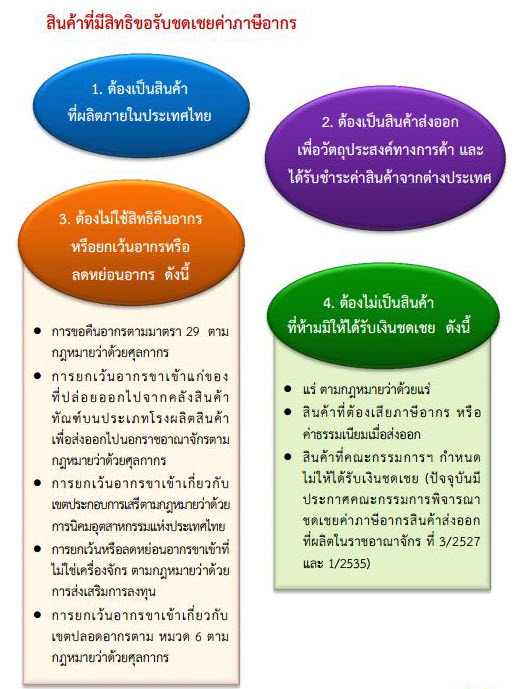 สินค้าที่มีสิทธิขอรับชดเชยค่าภาษีอากร
1. ต้องเป็นสินค้า
ที่ผลิตภายในประเทศไทย
2. ต้องเป็นสินค้าส่งออก
เพื่อวัตถุประสงค์ทางการค้า และ
ได้รับชำระค่าสินค้าจากต่างประเทศ
3. ต้องไม่ใช้สิทธิคืนอากร
หรือยกเว้นอากรหรือ
ลดหย่อนอากร ดังนี้
• การขอคืนอากรตามมาตรา 29 ตาม
กฎหมายว่าด้วยศุลกากร
• การยกเว้นอากรขาเข้าแก่ของ
ที่ปล่อยออกไปจากคลังสินค้า
ทัณฑ์บนประเภทโรงผลิตสินค้า
เพื่อส่งออกไปนอกราชอาณาจักรตาม
กฎหมายว่าด้วยศุลกากร
• การยกเว้นอากรขาเข้าเกี่ยวกับ
เขตประกอบการเสรีตามกฎหมายว่าด้วย
การนิคมอุตสาหกรรมแห่งประเทศไทย
• การยกเว้นหรือลดหย่อนอากรขาเข้าที่
ไม่ใช่เครื่องจักร ตามกฎหมายว่าด้วย
การส่งเสริมการลงทุน
• การยกเว้นอากรขาเข้าเกี่ยวกับ
เขตปลอดอากรตาม หมวด 6 ตาม
กฎหมายว่าด้วยศุลกากร
4. ต้องไม่เป็นสินค้า
ที่ห้ามมิให้ได้รับเงินชดเชย ดังนี้
• แร่ ตามกฎหมายว่าด้วยแร่
• สินค้าที่ต้องเสียภาษีอากร หรือ
ค่าธรรมเนียมเมื่อส่งออก
• สินค้าที่คณะกรรมการฯ กำหนด
ไม่ให้ได้รับเงินชดเชย (ปัจจุบันมี
ประกาศคณะกรรมการพิจารณา
ชดเชยค่าภาษีอากรสินค้าส่งออก
ที่ผลิตในราชอาณาจักร ที่ 3/2527
และ 1/2535)